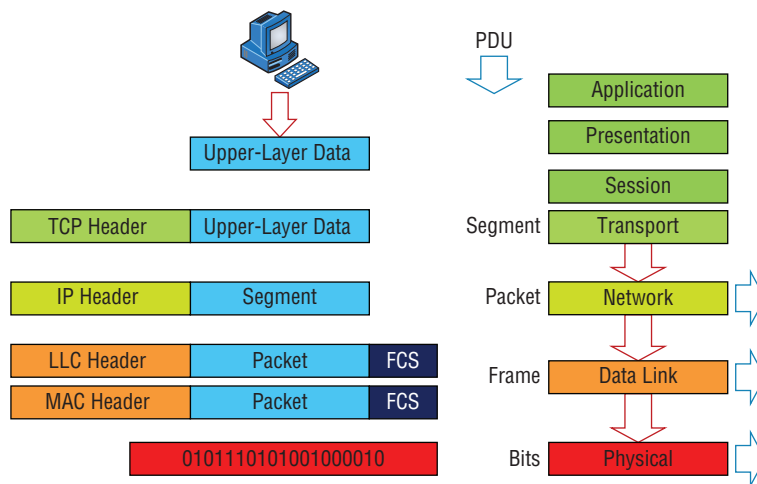 PDU
Application
Presentation
Upper-Layer Data
Session
TCP Header Upper-Layer Data Segment Transport
IP Header Segment Packet Network
LLC Header Packet FCS
Frame Data Link
MAC Header Packet FCS
0101110101001000010 Bits Physical